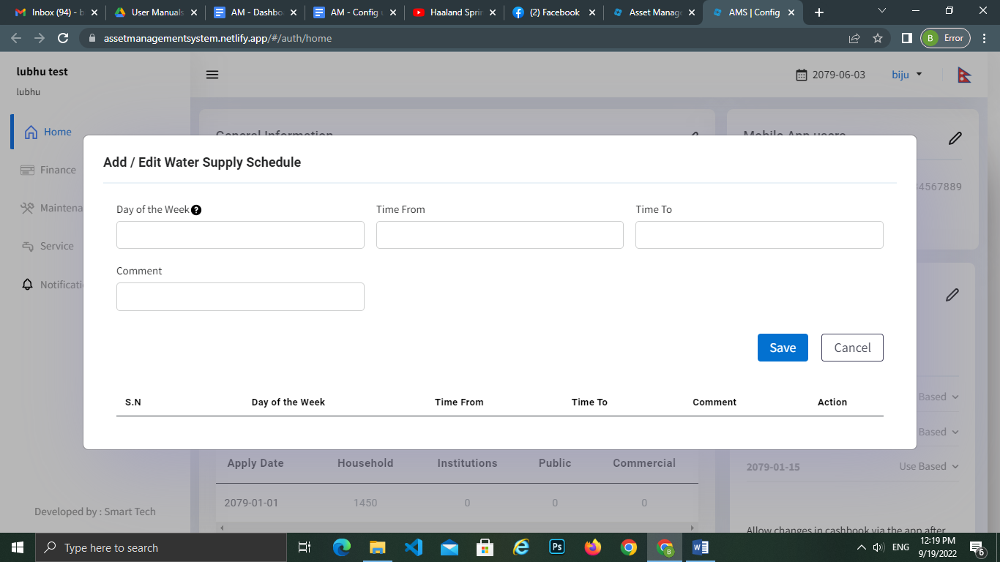 Inbox (94) - b
User Manuals
AM - Dashbo
AM - Config u
Haaland Sprin
(2) Facebook
Asset Manage
AMS | Config
assetmanagementsystem.netlify.app/#/auth/home
B Error
lubhu test
lubhu
2079-06-03
biju
Home
Finance
Maintena
Service
Notificati
General Information
Mobile App users
34567889
Add / Edit Water Supply Schedule
Day of the Week ?
Time From
Time To
Comment
Save
Cancel
S.N Day of the Week Time From Time To Comment Action
Based
Based
2079-01-15 Use Based
Apply Date Household Institutions Public Commercial
2079-01-01 1450 0 0 0
Allow changes in cashbook via the app after
Developed by : Smart Tech
Type here to search
Ps
B
ENG
12:19 PM
9/19/2022
6